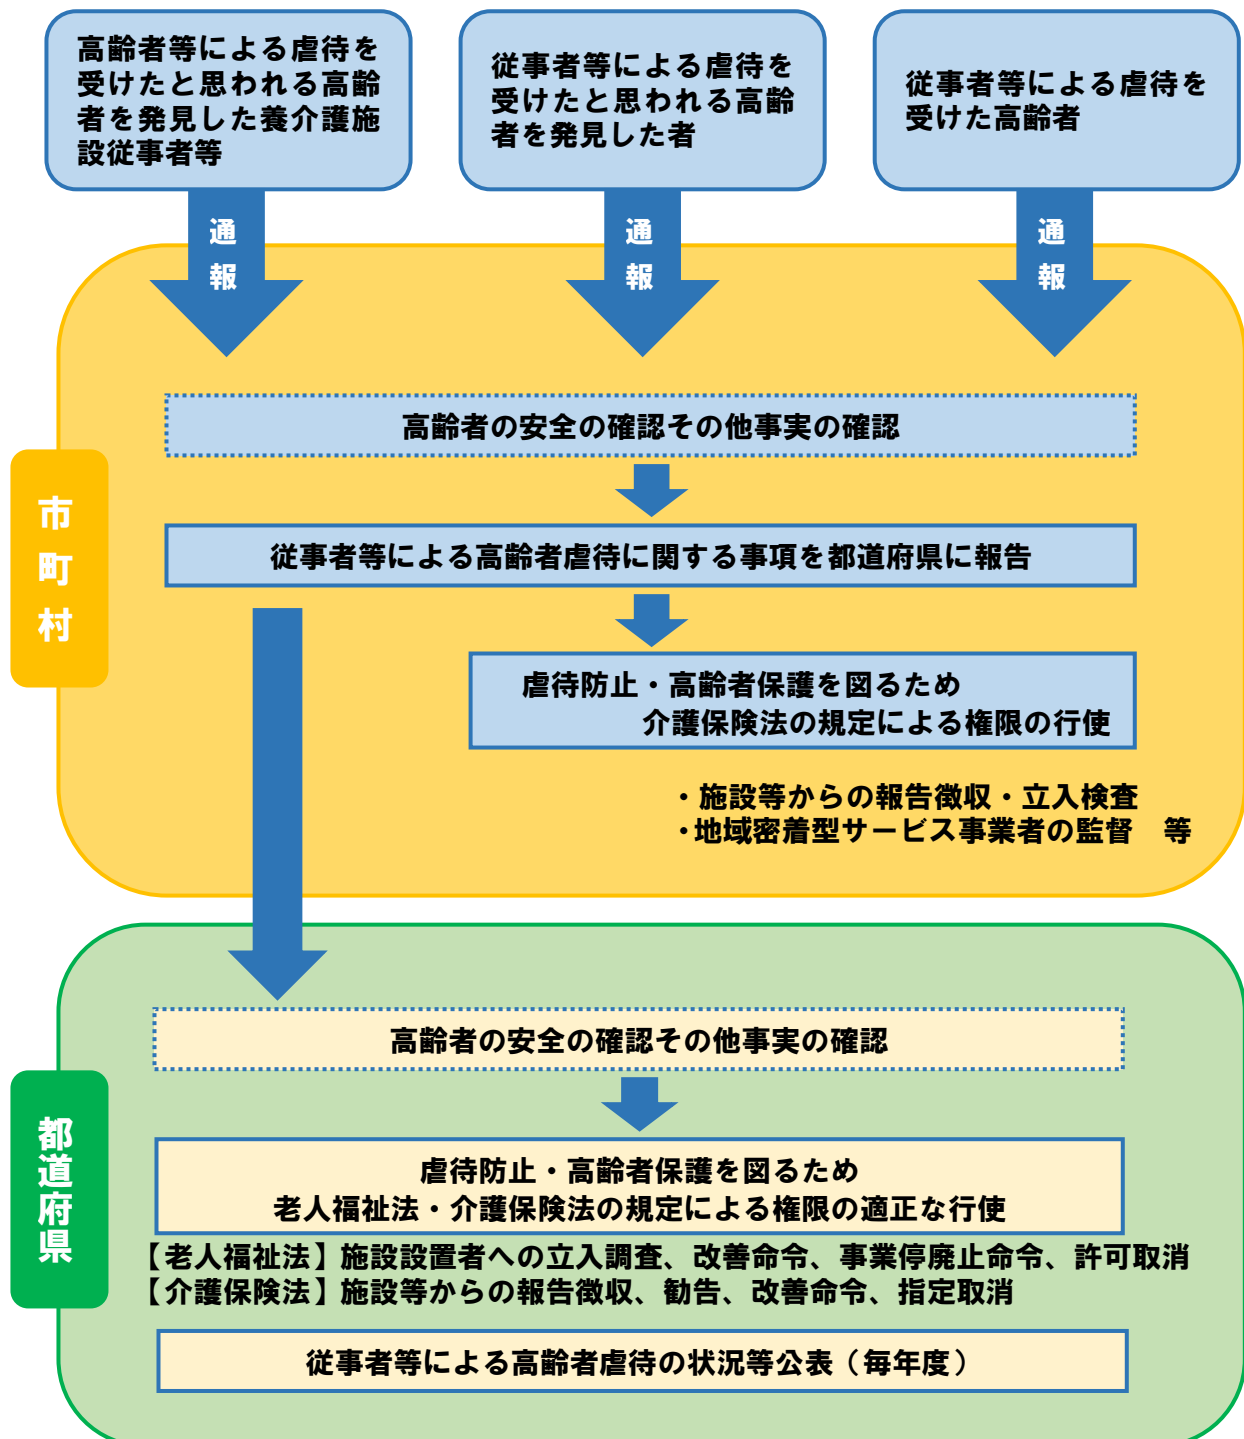 高齢者等による虐待を
受けたと思われる高齢
者を発見した養介護施
設従事者等
従事者等による虐待を
受けたと思われる高齢
者を発見した者
従事者等による虐待を
受けた高齢者
通報
通報
通報
市町村
高齢者の安全の確認その他事実の確認
従事者等による高齢者虐待に関する事項を都道府県に報告
虐待防止・高齢者保護を図るため
介護保険法の規定による権限の行使
・施設等からの報告徴収・立入検査
・地域密着型サービス事業者の監督　等
都道府県
高齢者の安全の確認その他事実の確認
虐待防止・高齢者保護を図るため
老人福祉法・介護保険法の規定による権限の適正な行使
【老人福祉法】施設設置者への立入調査、改善命令、事業停廃止命令、許可取消
【介護保険法】施設等からの報告徴収、勧告、改善命令、指定取消
従事者等による高齢者虐待の状況等公表（毎年度）